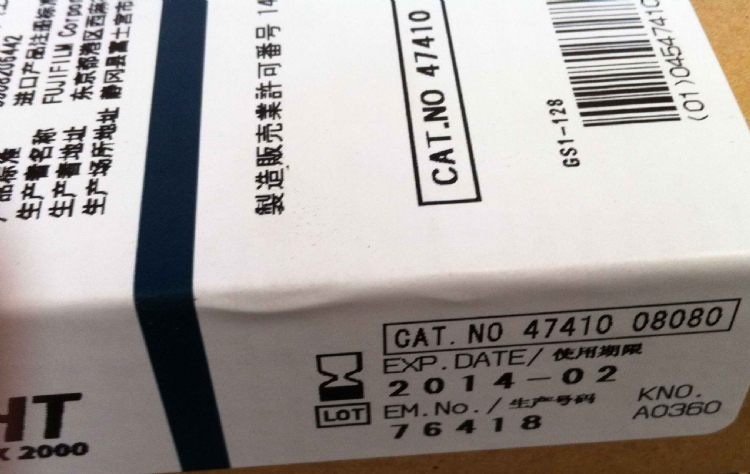 进口产品注册标准
FUJIFILM
东京都港区西麻
静冈县富士宫市
生产者名称
生产者地址
生产场所地址
製造販売業許可番号 14
CAT.NO 47410
GS1-128
(01)04547410
CAT. NO 47410 08080
EXP. DATE/使用期限
2014-02
LOT EM. No. /生产号码
76418
KNO.
A0360
HT
2000